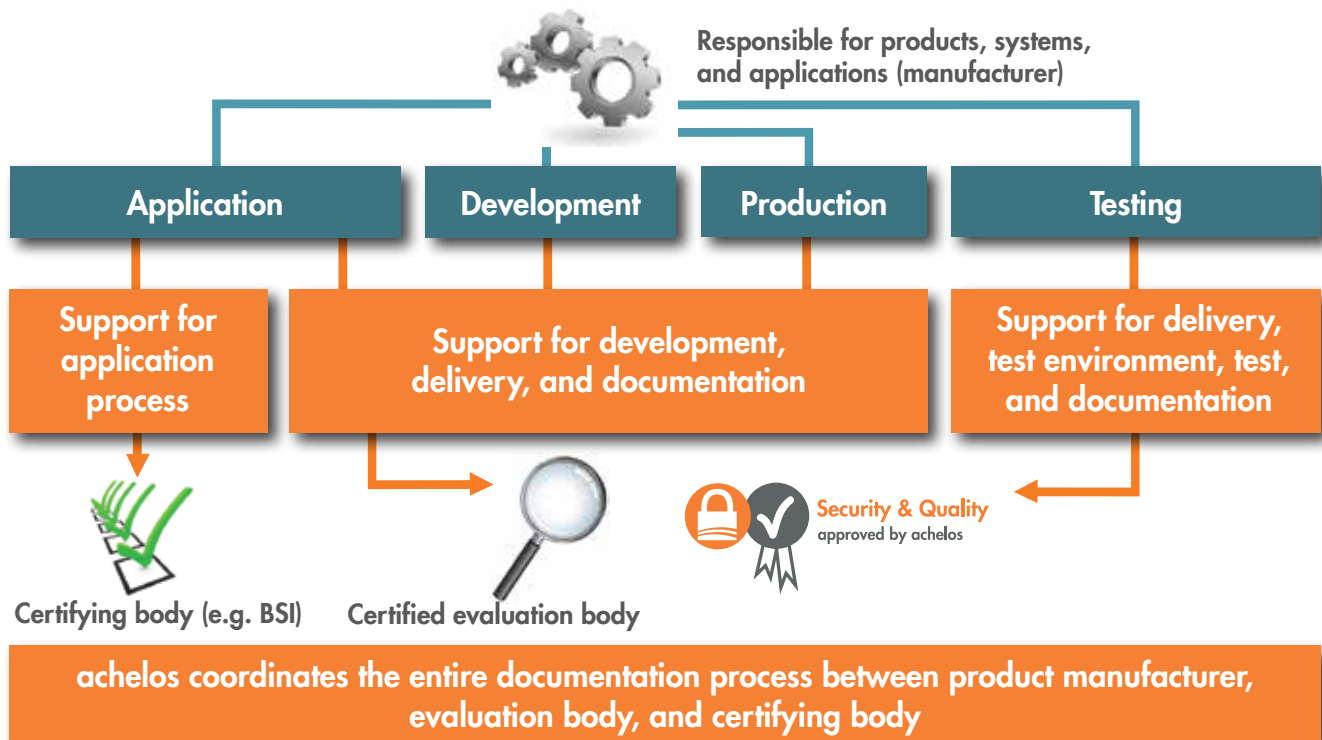 Responsible for products, systems,
and applications (manufacturer)
Application
Development
Production
Testing
Support for
application
process
Support for development,
delivery, and documentation
Support for delivery,
test environment, test,
and documentation
Security & Quality
approved by achelos
Certifying body (e.g. BSI)
Certified evaluation body
achelos coordinates the entire documentation process between product manufacturer,
evaluation body, and certifying body